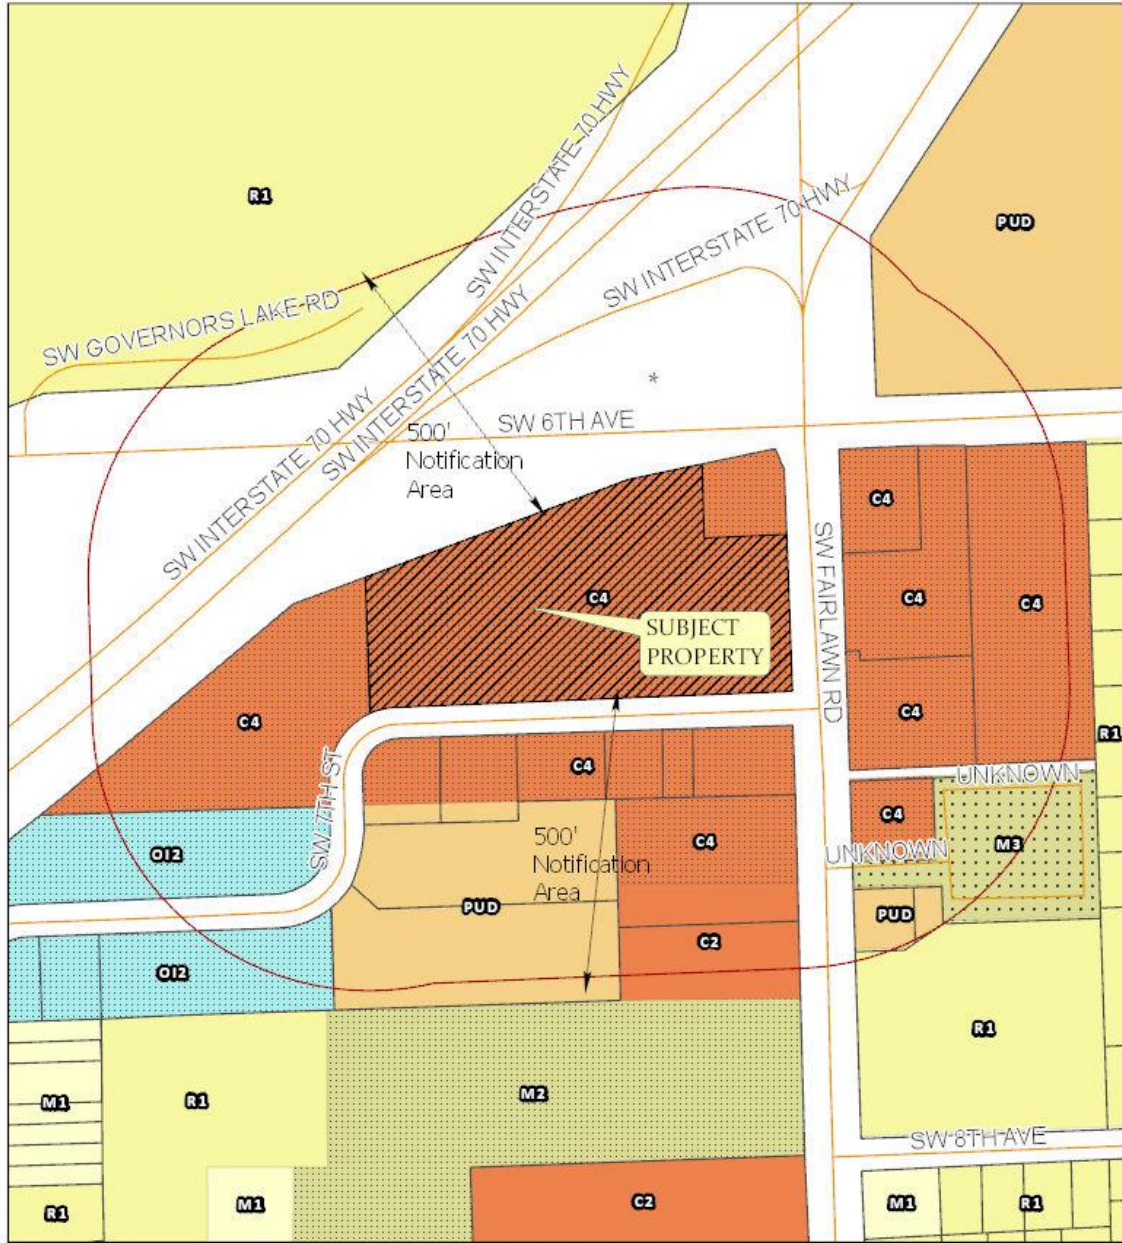 SW INTERSTATE 70 HWY
R1
SW INTERSTATE 70 HWY
PUD
SW GOVERNORS LAKE RD
SW INTERSTATE 70 HWY
*
SW INTERSTATE 70 HWY
SW 6TH AVE
500'
Notification
Area
C4
SW INTERSTATE 70 HWY
C4
C4
C4
SUBJECT
PROPERTY
SW FAIRLAWN RD
C4
C4
R1
C4
UNKNOWN
SW 7TH ST
C4
C4
M3
500'
Notification
Area
UNKNOWN
OI2
PUD
PUD
C2
OI2
R1
M1
R1
M2
SW 8TH AVE
R1
M1
C2
M1
R1